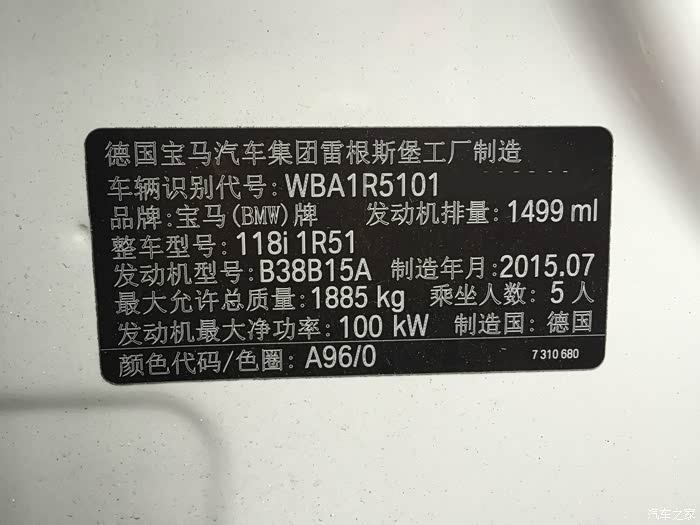 德国宝马汽车集团雷根斯堡工厂制造
车辆识别代号:WBA1R5101
品牌:宝马(BMW)牌 发动机排量:1499 ml
整车型号:118i 1R51
发动机型号:B38B15A 制造年月:2015.07
最大允许总质量:1885 kg 乘坐人数:5 人
发动机最大净功率:100 kW 制造国:德国
颜色代码/色圈:A96/0 7 310 680
汽车之家